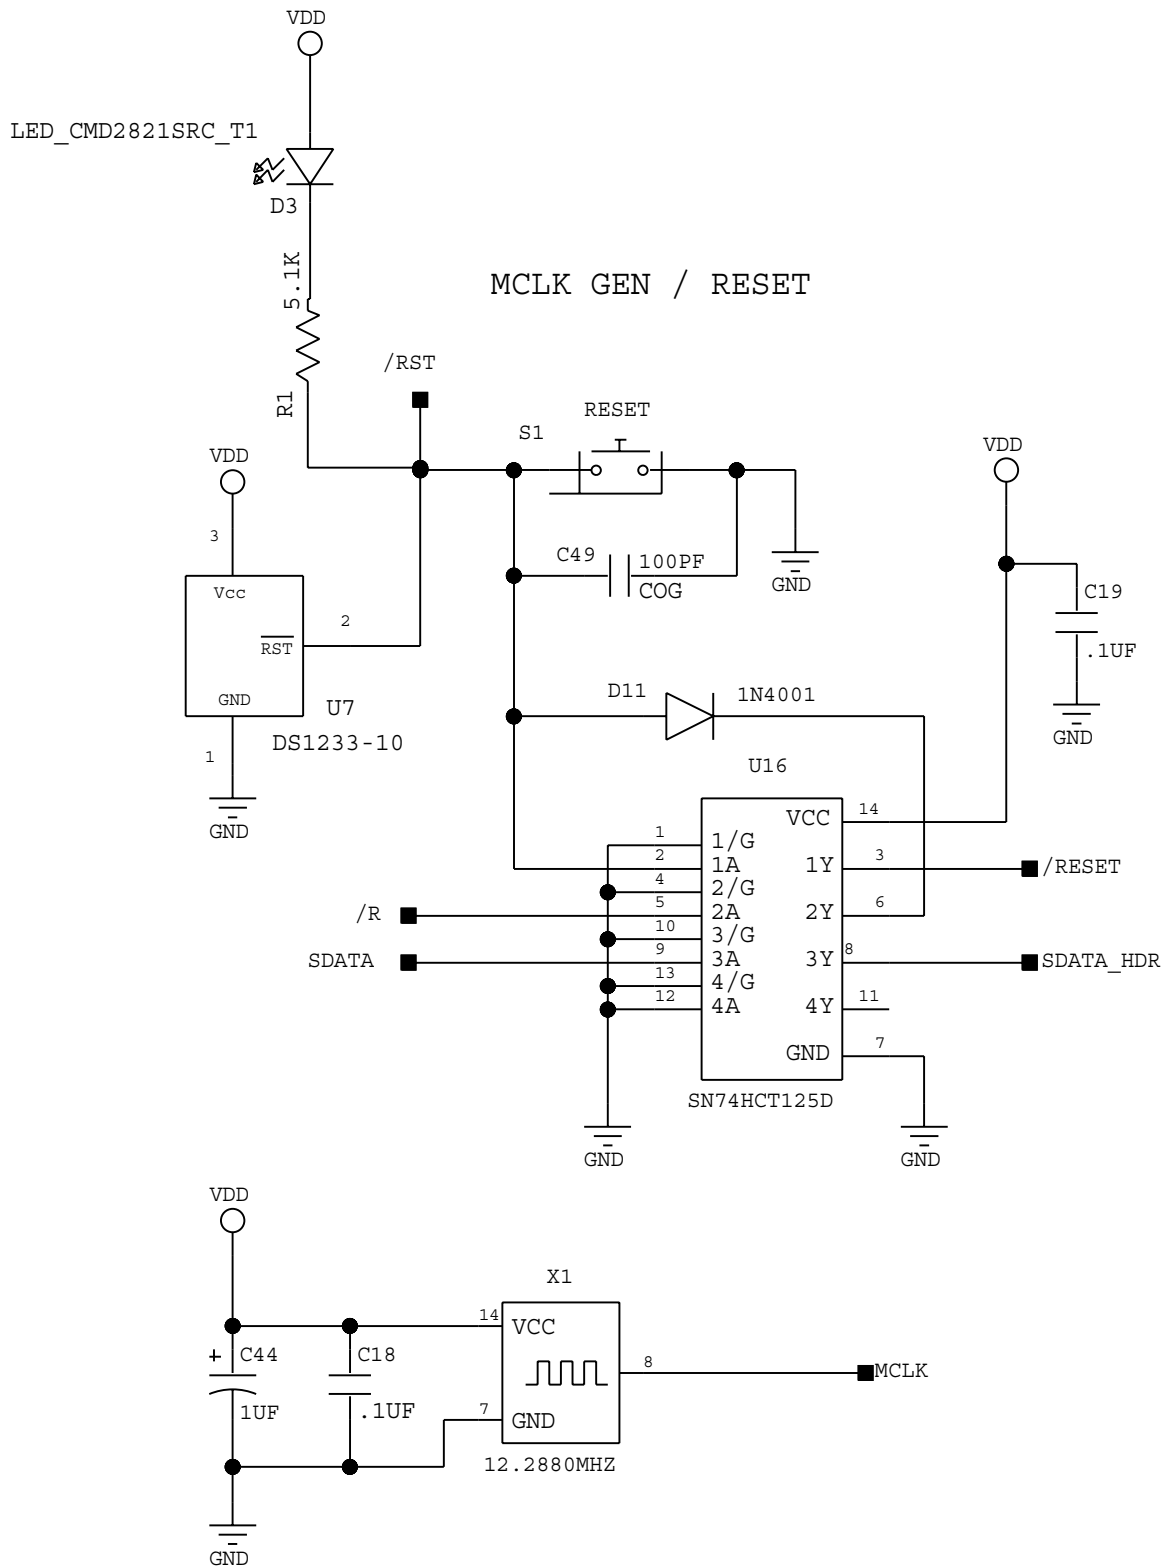 VDD
LED_CMD2821SRC_T1
D3
5.1K
MCLK GEN / RESET
R1
/RST
RESET
S1
VDD
VDD
3
C49
100PF
COG
GND
C19
.1UF
Vcc
2
RST
GND
U7
DS1233-10
1
GND
D11
1N4001
GND
U16
VCC
14
1
1/G
2
1A
1Y
3
/RESET
4
2/G
/R
5
2A
2Y
6
10
3/G
SDATA
9
3A
3Y
8
SDATA_HDR
13
4/G
12
4A
4Y
11
GND
7
SN74HCT125D
GND
GND
VDD
X1
14
VCC
+
C44
C18
8
MCLK
1UF
.1UF
7
GND
12.2880MHZ
GND